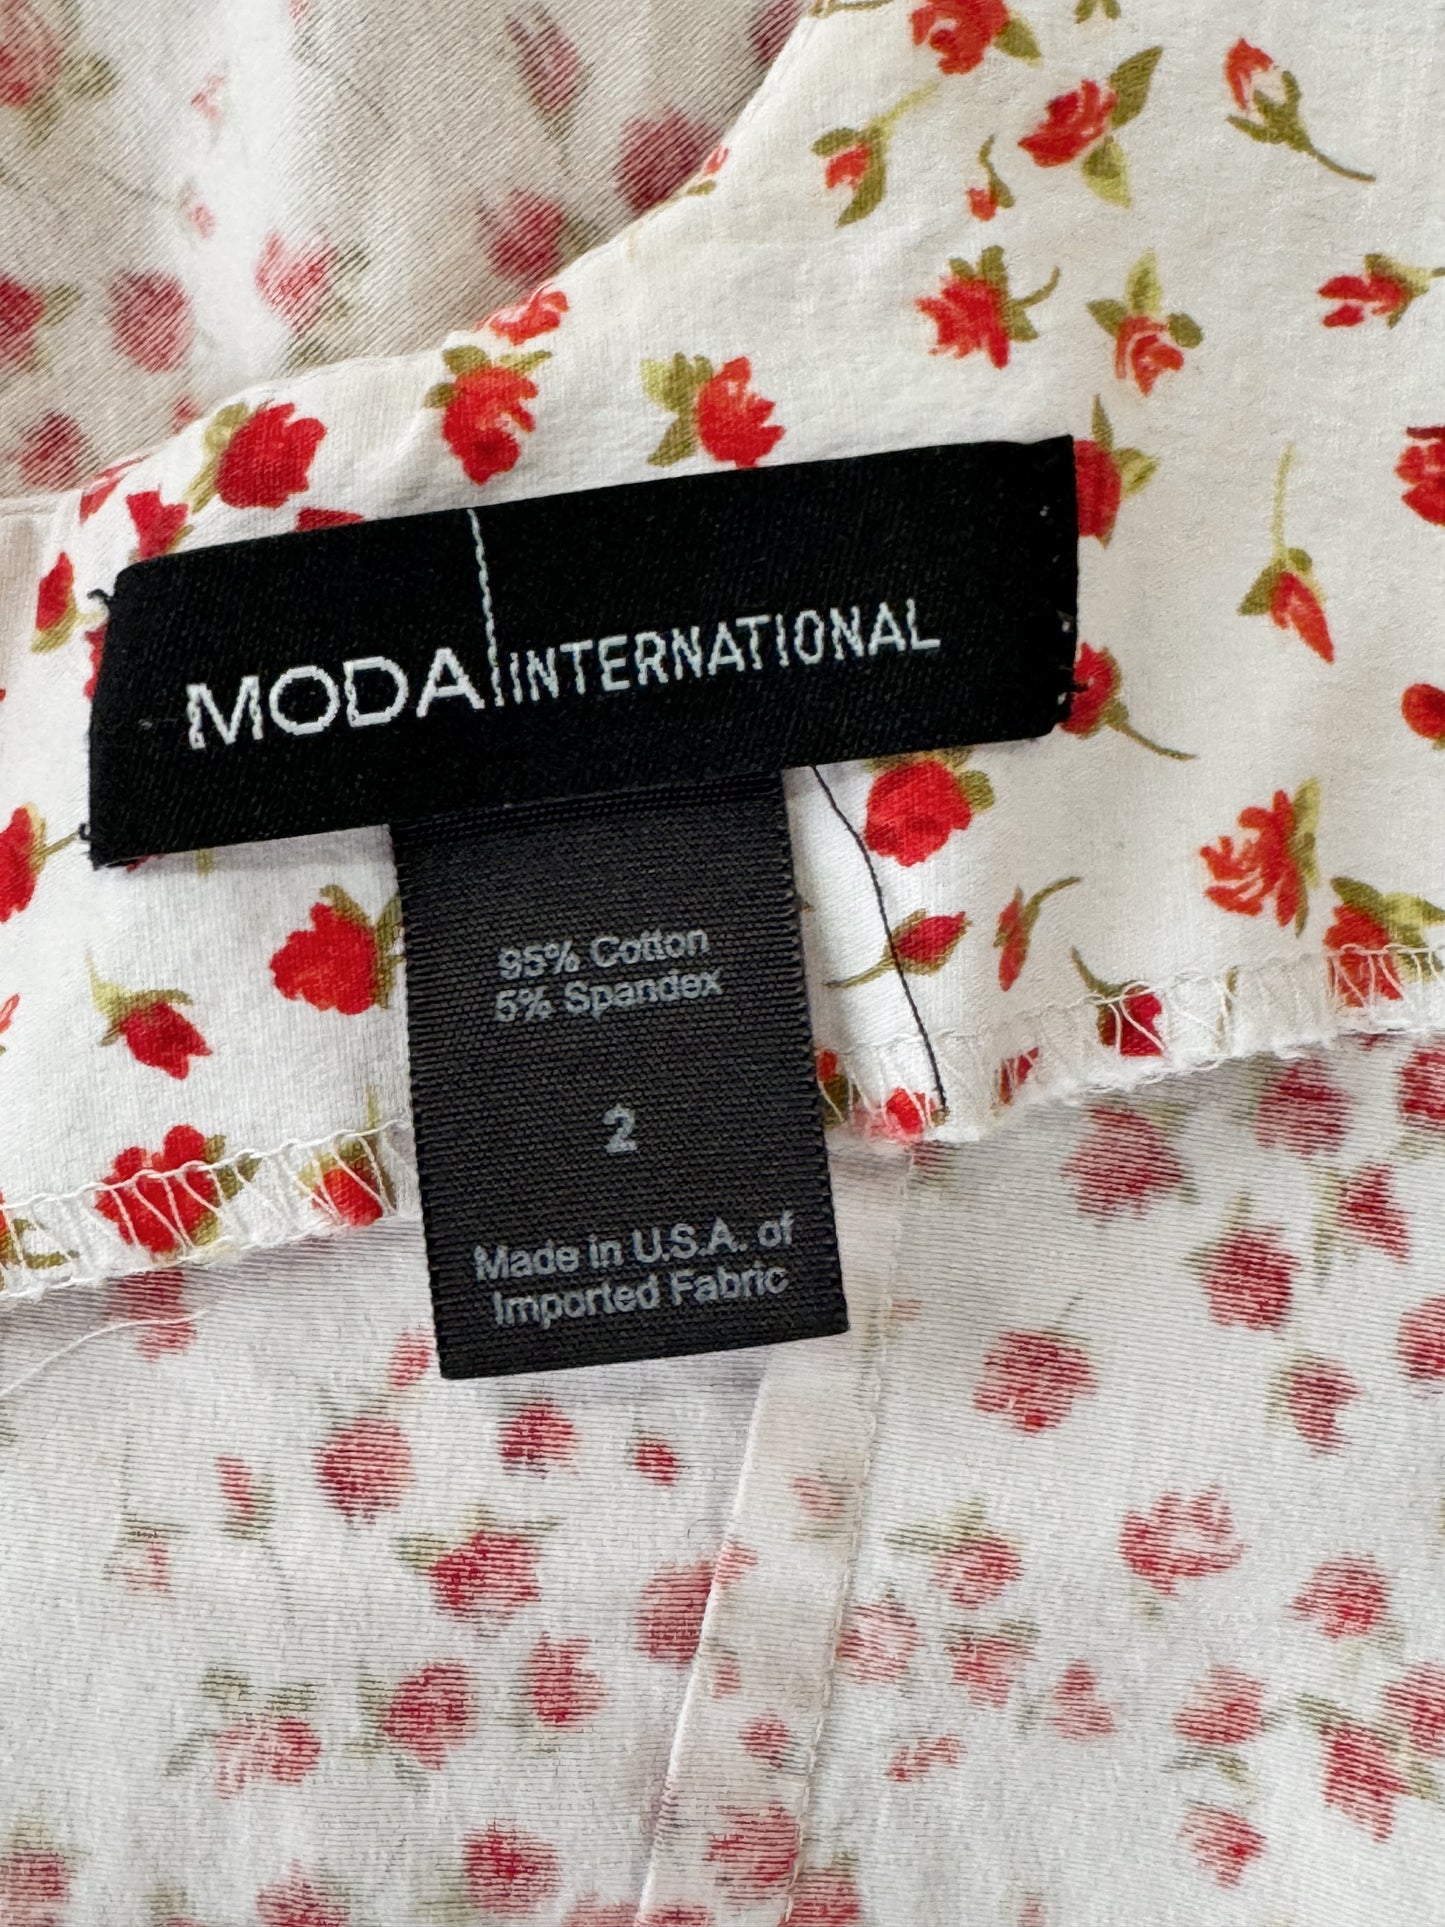 MODA INTERNATIONAL
95% Cotton
5% Spandex
2
Made in U.S.A. of
Imported Fabric